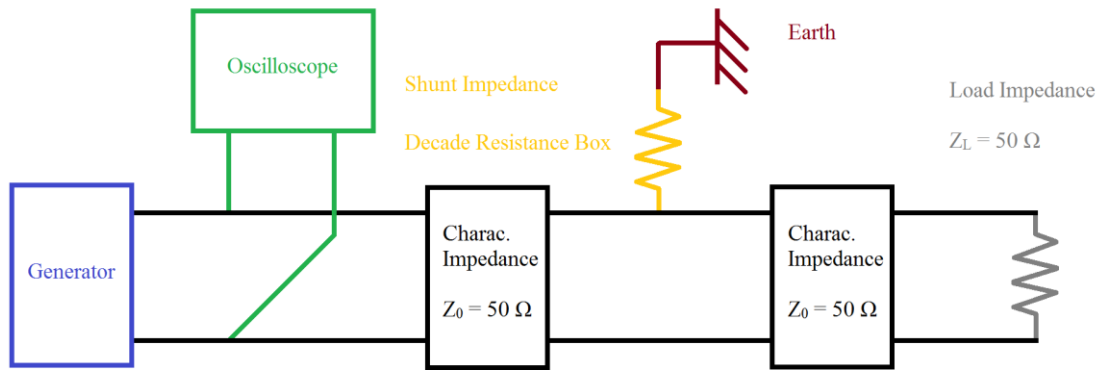 Earth
Oscilloscope
Shunt Impedance
Decade Resistance Box
Load Impedance
Z_L = 50 Ω
Generator
Charac.
Impedance
Z₀ = 50 Ω
Charac.
Impedance
Z₀ = 50 Ω